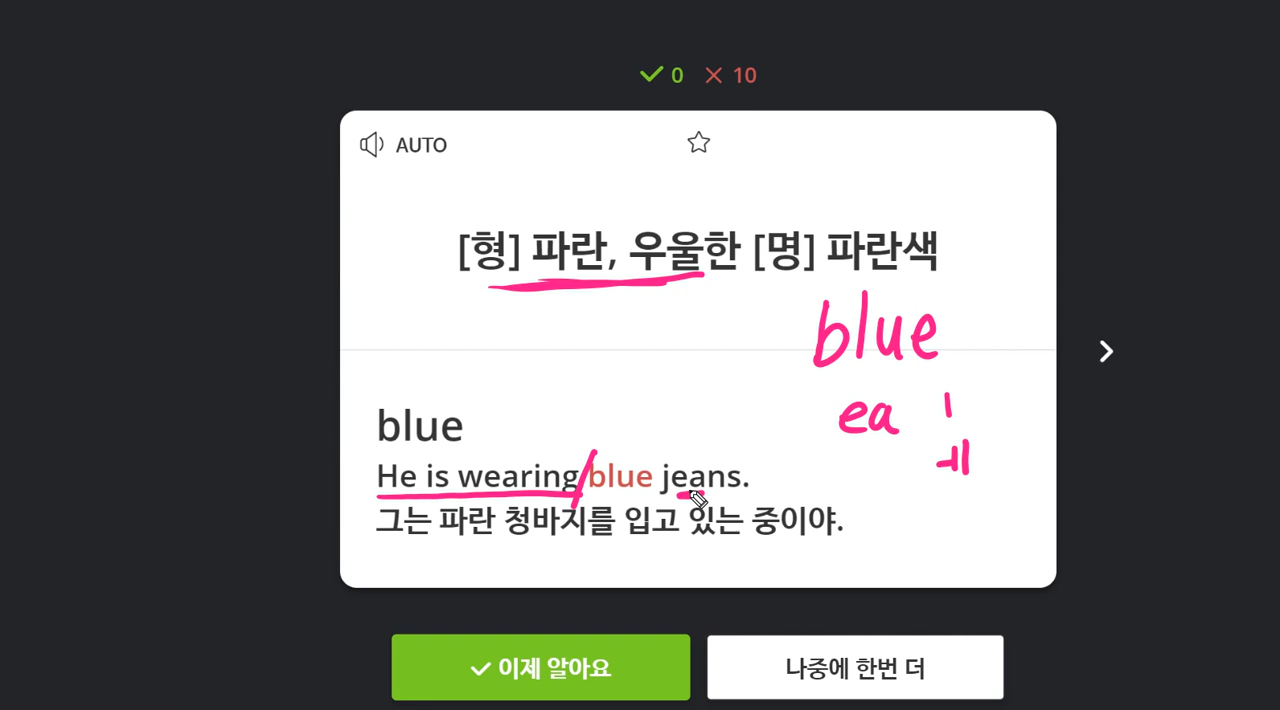 0 10
AUTO
[형] 파란, 우울한 [명] 파란색
blue
ea ㅣ
ㅔ
blue
He is wearing blue jeans.
그는 파란 청바지를 입고 있는 중이야.
이제 알아요
나중에 한번 더